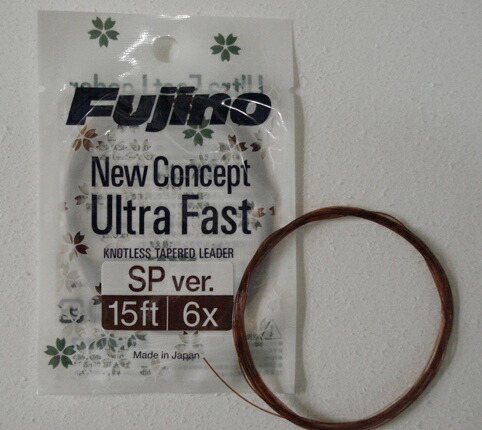 Fujino
New Concept
Ultra Fast
KNOTLESS TAPERED LEADER
SP ver.
15ft 6x
Made in Japan